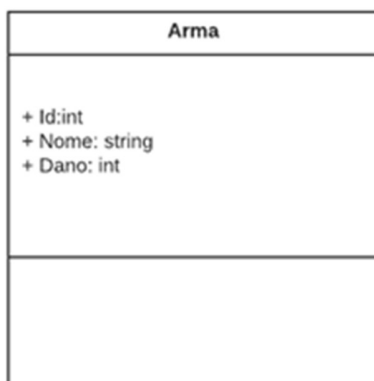 Arma
+ Id:int
+ Nome: string
+ Dano: int